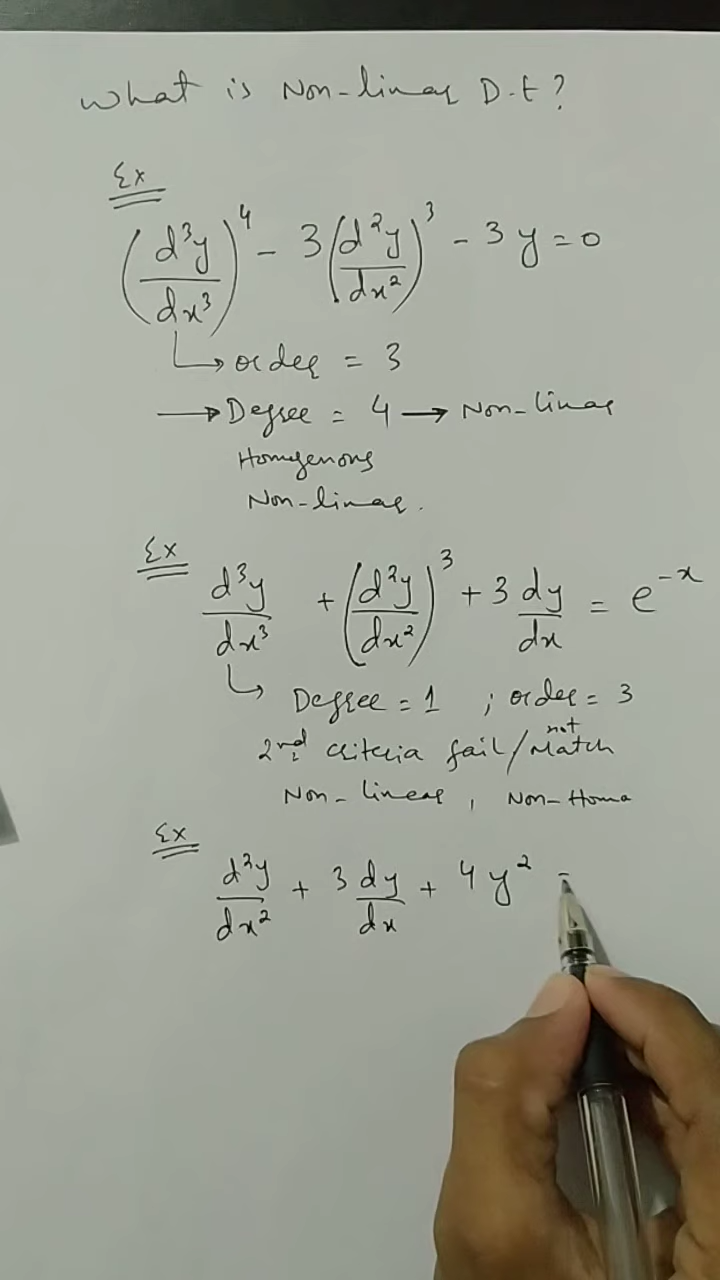 What is Non-linear D.E?
Ex
(d³y/dx³)⁴ - 3(d²y/dx²)³ - 3y = 0
↳ order = 3
→ Degree = 4 → Non-linear
Homogenous
Non-linear.
Ex
d³y/dx³ + (d²y/dx²)³ + 3 dy/dx = e⁻ˣ
↳ Degree = 1 ; order = 3
2nd criteria fail/not Match
Non-linear, Non-Homo
Ex
d²y/dx² + 3 dy/dx + 4y² =